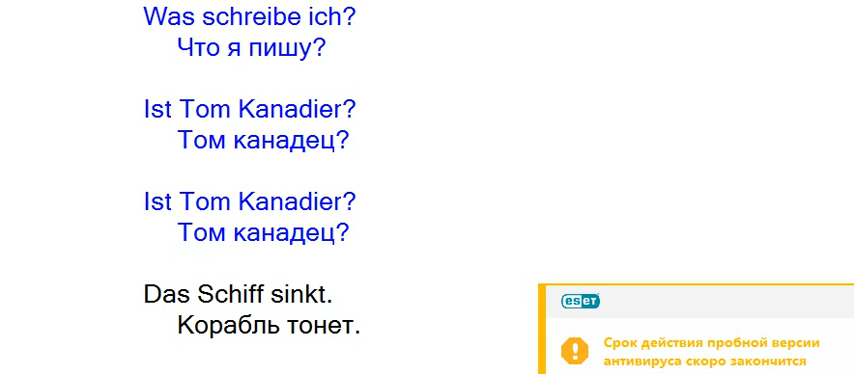 Was schreibe ich?
Что я пишу?
Ist Tom Kanadier?
Том канадец?
Ist Tom Kanadier?
Том канадец?
Das Schiff sinkt.
Корабль тонет.
eset
Срок действия пробной версии
антивируса скоро закончится